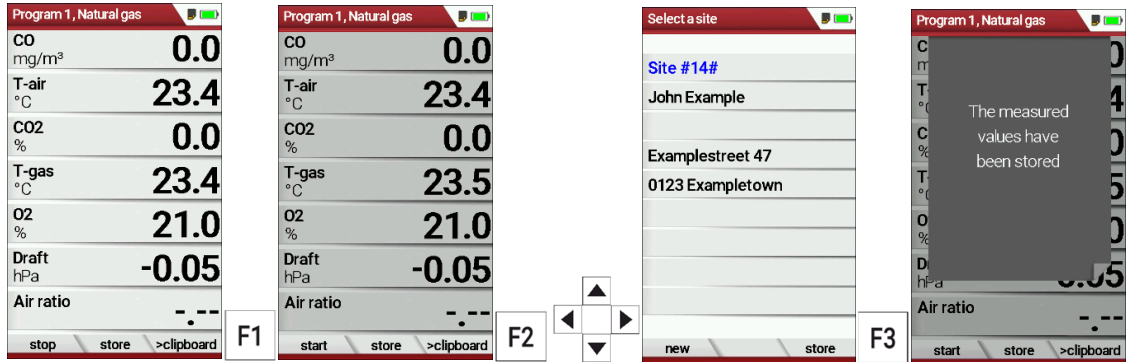 Program 1, Natural gas
CO
mg/m³
0.0
T-air
°C
23.4
CO2
%
0.0
T-gas
°C
23.4
O2
%
21.0
Draft
hPa
-0.05
Air ratio
-.--
stop
store
>clipboard
F1
Program 1, Natural gas
CO
mg/m³
0.0
T-air
°C
23.4
CO2
%
0.0
T-gas
°C
23.5
O2
%
21.0
Draft
hPa
-0.05
Air ratio
-.--
start
store
>clipboard
F2
Select a site
Site #14#
John Example
Examplestreet 47
0123 Exampletown
new
store
F3
Program 1, Natural gas
The measured
values have
been stored
hPa
Air ratio
-.--
start
store
>clipboard